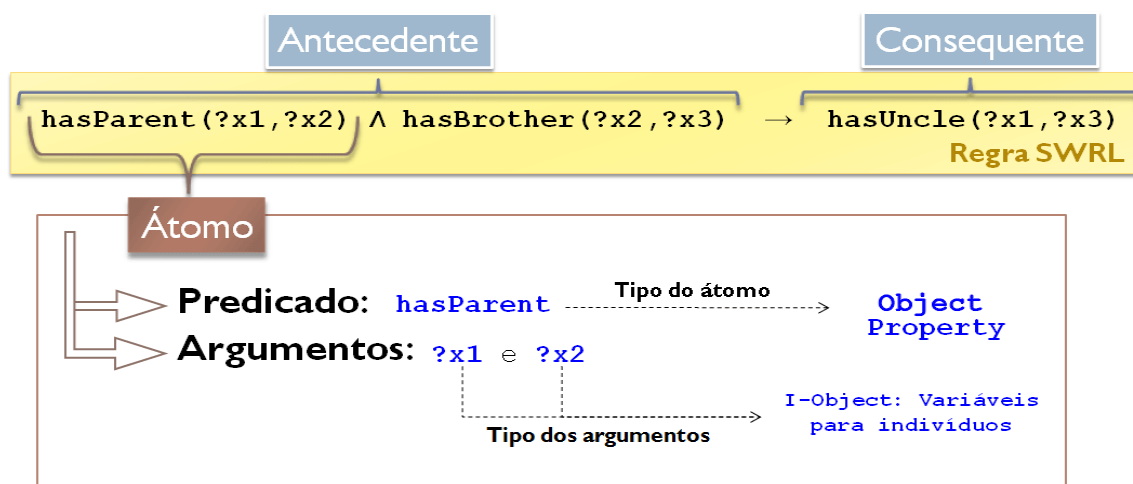 Antecedente
Consequente
hasParent(?x1,?x2) ∧ hasBrother(?x2,?x3) → hasUncle(?x1,?x3)
Regra SWRL
Átomo
Predicado: hasParent
Tipo do átomo
Object
Property
Argumentos: ?x1 e ?x2
I-Object: Variáveis
para indivíduos
Tipo dos argumentos